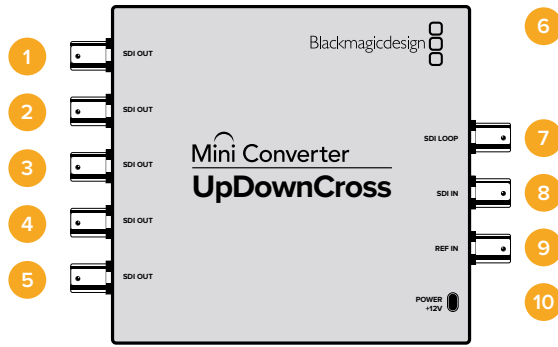 1
SDI OUT
2
SDI OUT
3
SDI OUT
4
SDI OUT
5
SDI OUT
Blackmagicdesign
Mini Converter
UpDownCross
6
SDI LOOP
7
SDI IN
8
REF IN
9
POWER
+12V
10